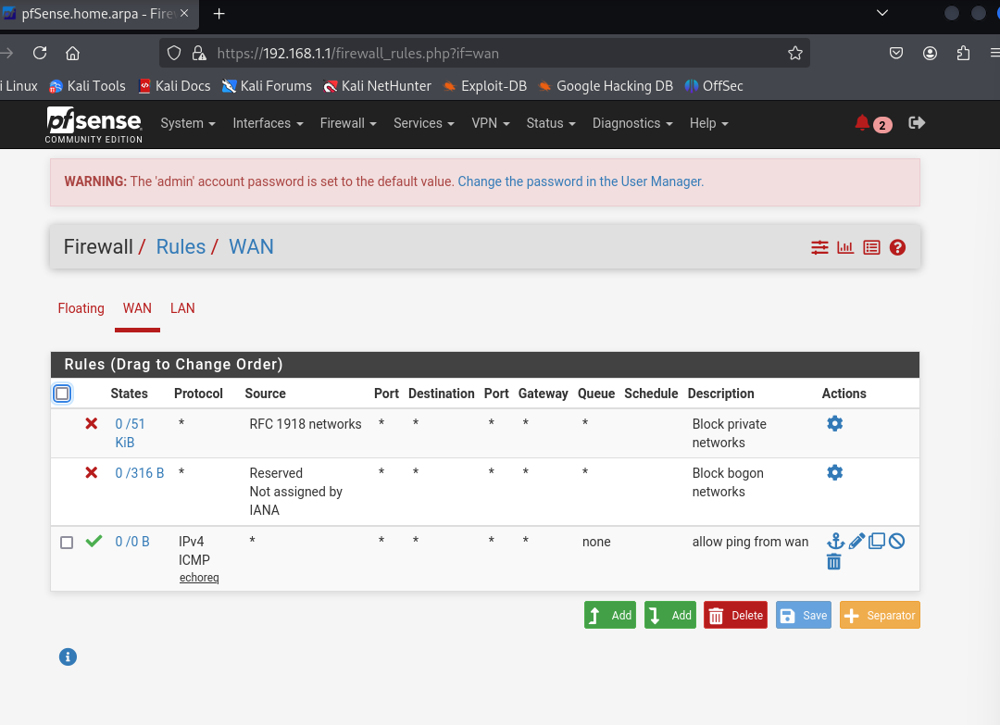 pfSense.home.arpa - Fire
https://192.168.1.1/firewall_rules.php?if=wan
i Linux Kali Tools Kali Docs Kali Forums Kali NetHunter Exploit-DB Google Hacking DB OffSec
pfsense System Interfaces Firewall Services VPN Status Diagnostics Help 2
COMMUNITY EDITION
WARNING: The 'admin' account password is set to the default value. Change the password in the User Manager.
Firewall / Rules / WAN
Floating WAN LAN
Rules (Drag to Change Order)
States Protocol Source Port Destination Port Gateway Queue Schedule Description Actions
0 /51 * RFC 1918 networks * * * * * Block private
KiB networks
0 /316 B * Reserved * * * * * Block bogon
Not assigned by networks
IANA
0 /0 B IPv4 * * * * * none allow ping from wan
ICMP
echoreq
Add Add Delete Save Separator